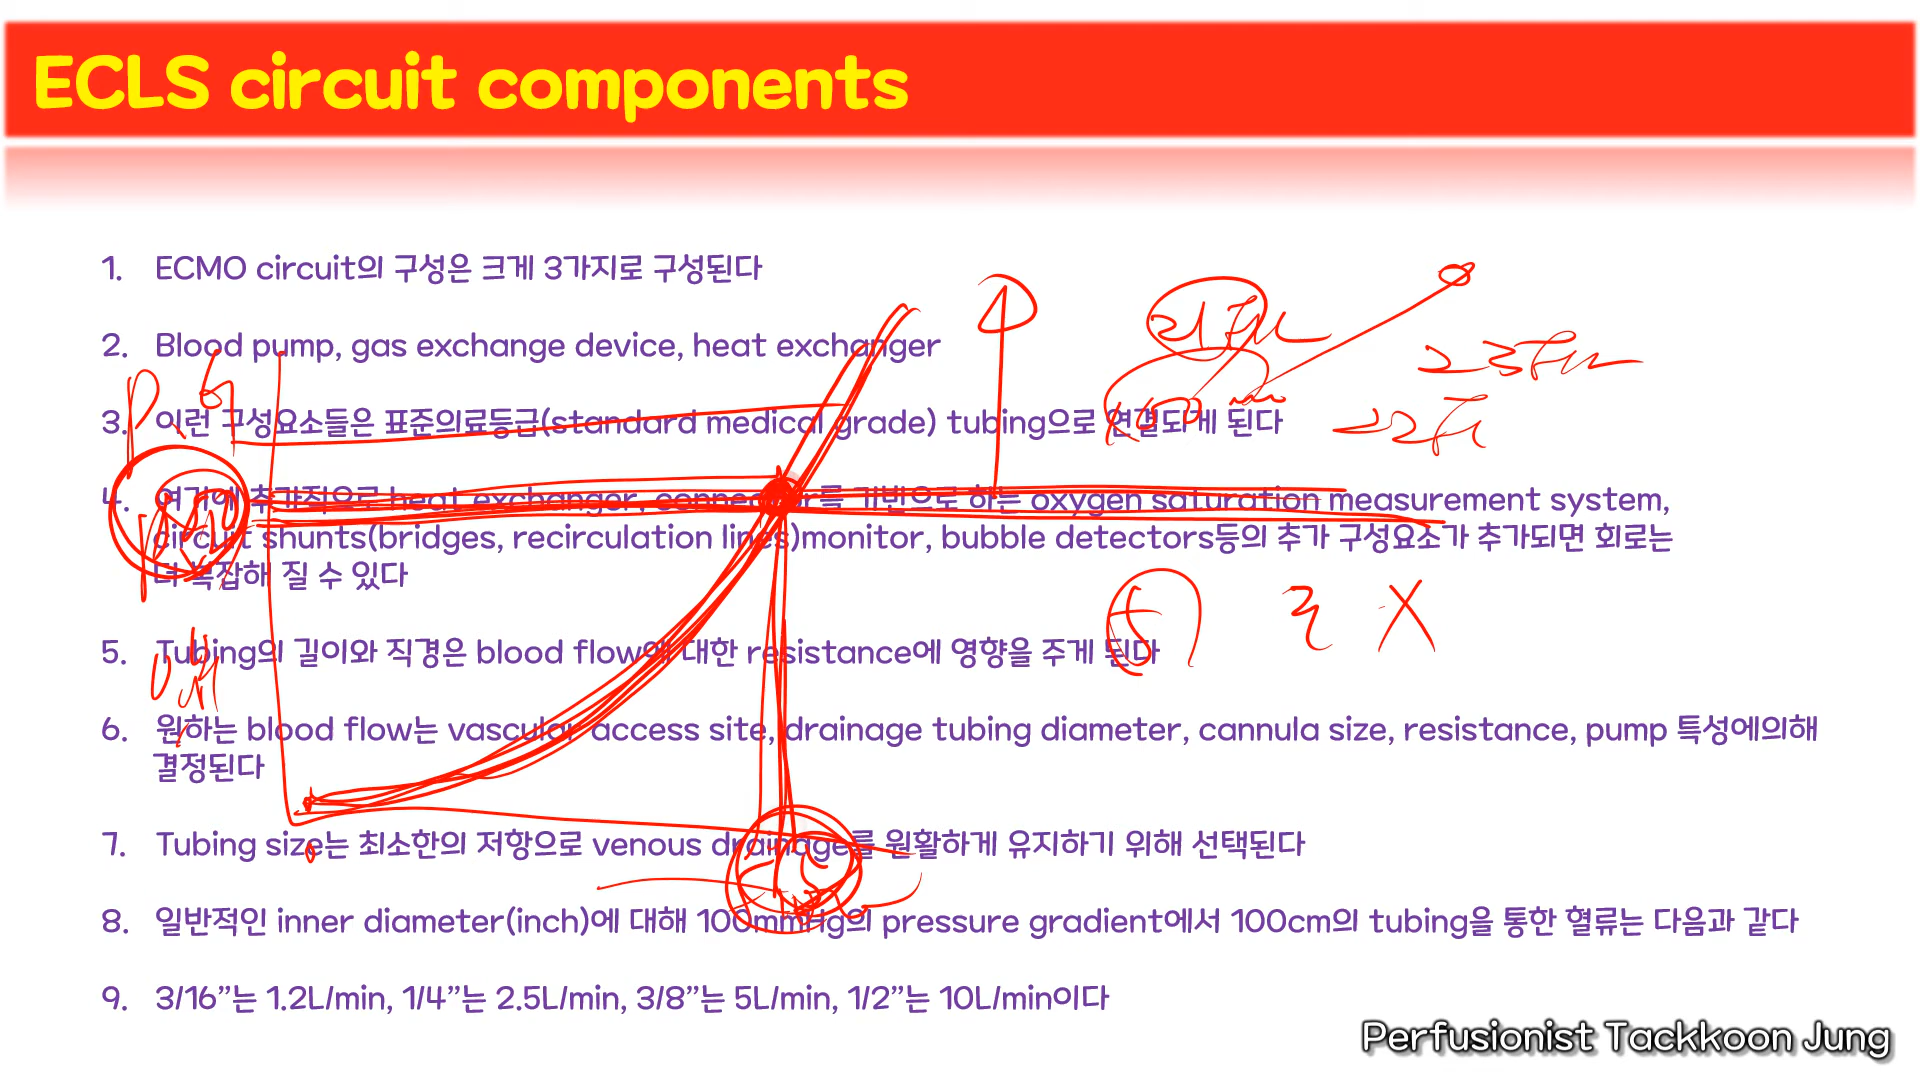 ECLS circuit components
1. ECMO circuit의 구성은 크게 3가지로 구성된다
2. Blood pump, gas exchange device, heat exchanger
3. 이런 구성요소들은 표준의료등급(standard medical grade) tubing으로 연결되게 된다
4. 여기에 추가적으로 heat exchanger, connector를 기반으로 하는 oxygen saturation measurement system,
circuit shunts(bridges, recirculation lines)monitor, bubble detectors등의 추가 구성요소가 추가되면 회로는
더 복잡해 질 수 있다
5. Tubing의 길이와 직경은 blood flow에 대한 resistance에 영향을 주게 된다
6. 원하는 blood flow는 vascular access site, drainage tubing diameter, cannula size, resistance, pump 특성에의해
결정된다
7. Tubing size는 최소한의 저항으로 venous drainage를 원활하게 유지하기 위해 선택된다
8. 일반적인 inner diameter(inch)에 대해 100mmHg의 pressure gradient에서 100cm의 tubing을 통한 혈류는 다음과 같다
9. 3/16”는 1.2L/min, 1/4”는 2.5L/min, 3/8”는 5L/min, 1/2”는 10L/min이다
Perfusionist Tackkoon Jung